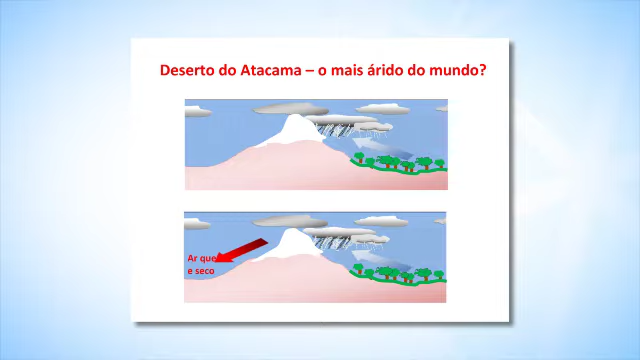 Deserto do Atacama – o mais árido do mundo?
Ar que
e seco